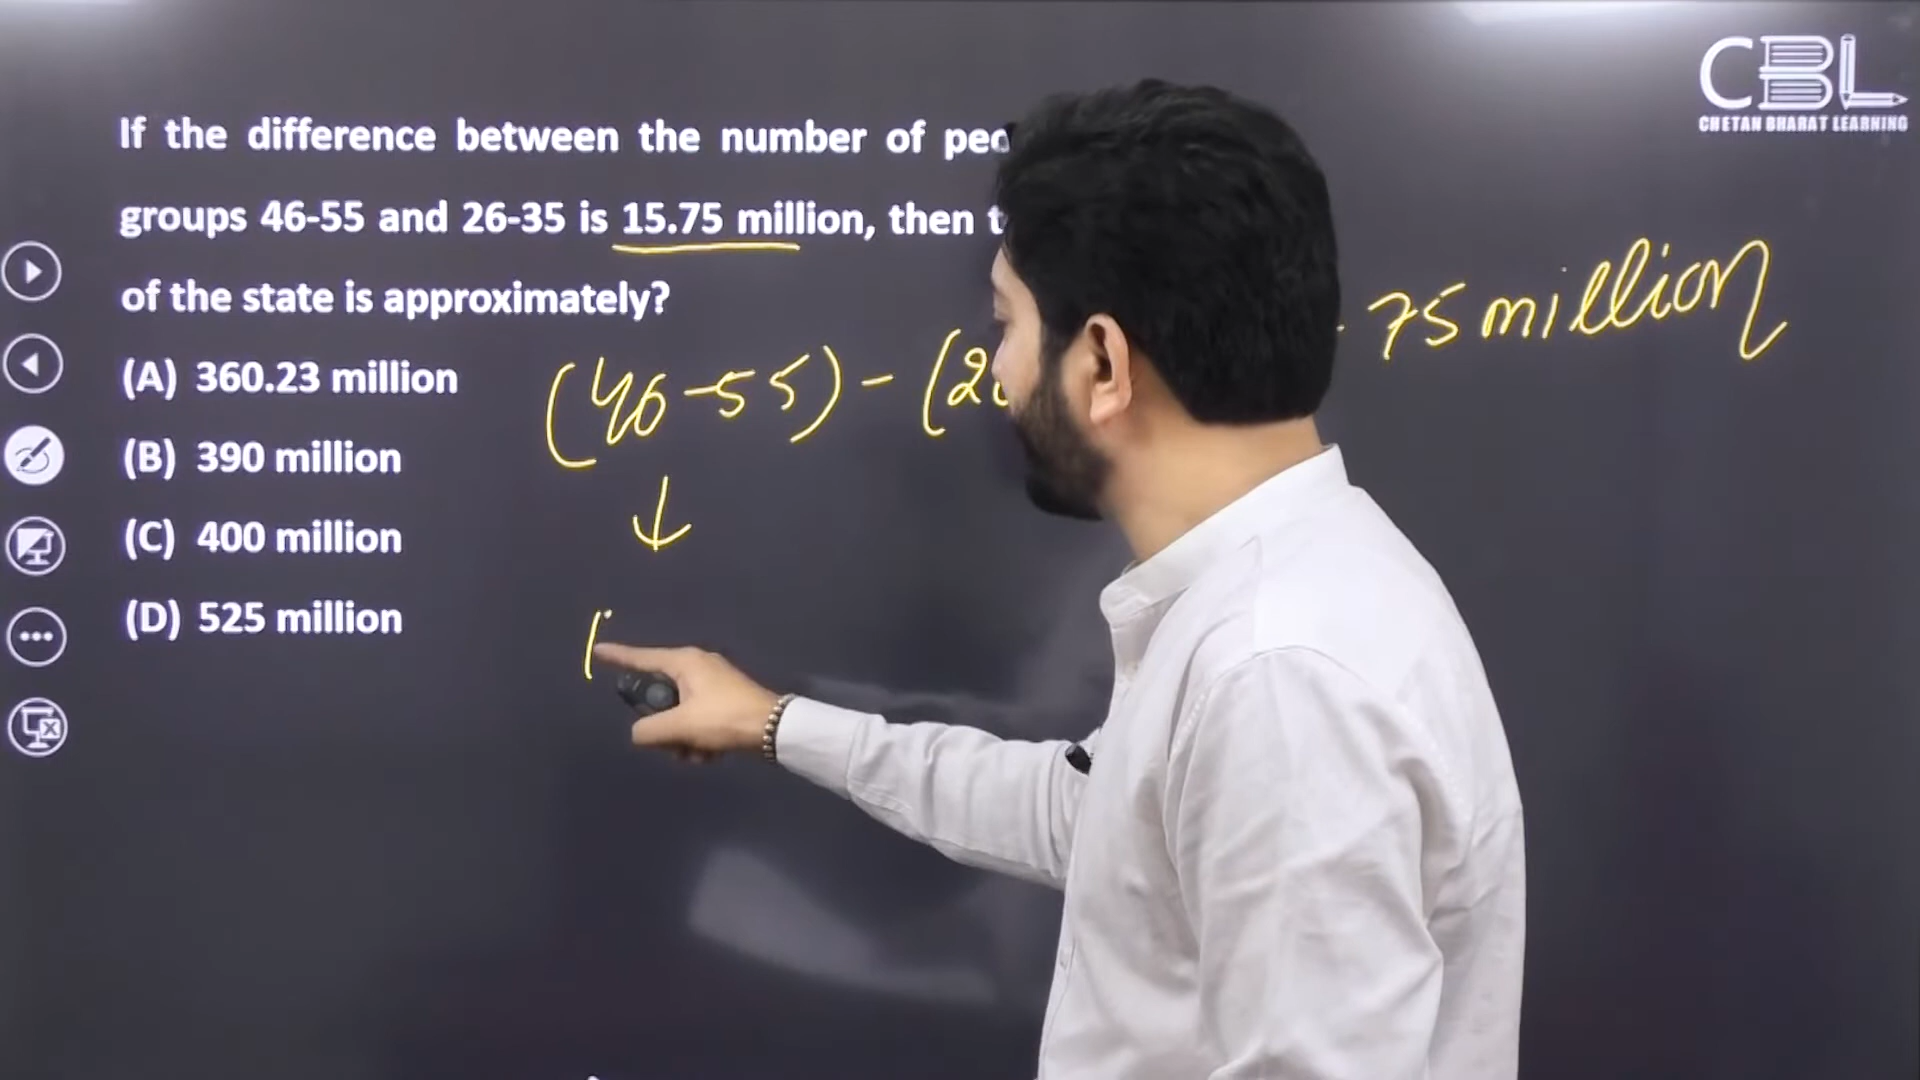 CBL
CHETAN BHARAT LEARNING
If the difference between the number of
groups 46-55 and 26-35 is 15.75 million, then
of the state is approximately?
(A) 360.23 million
(B) 390 million
(C) 400 million
(D) 525 million
(46-55) - (2
.75 million